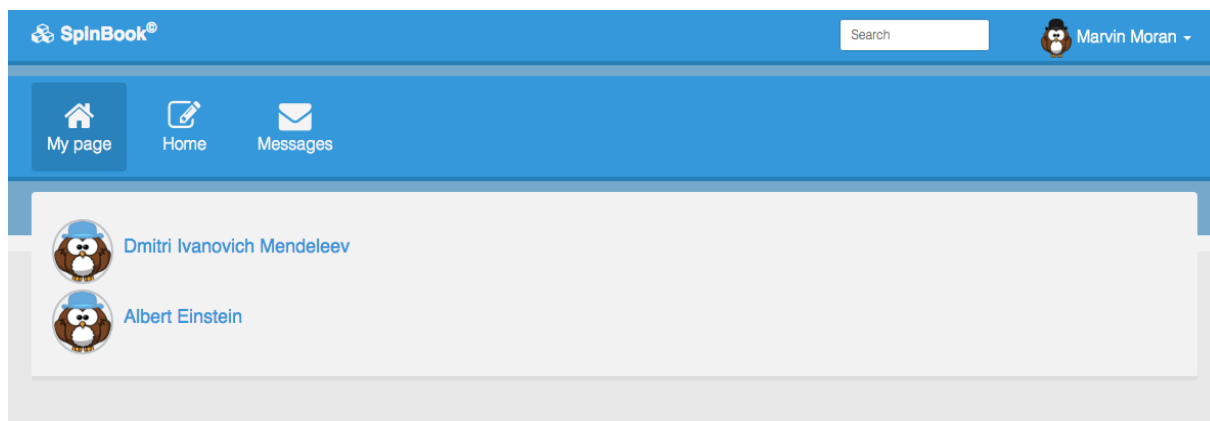 SpinBook©
Search
Marvin Moran
My page
Home
Messages
Dmitri Ivanovich Mendeleev
Albert Einstein